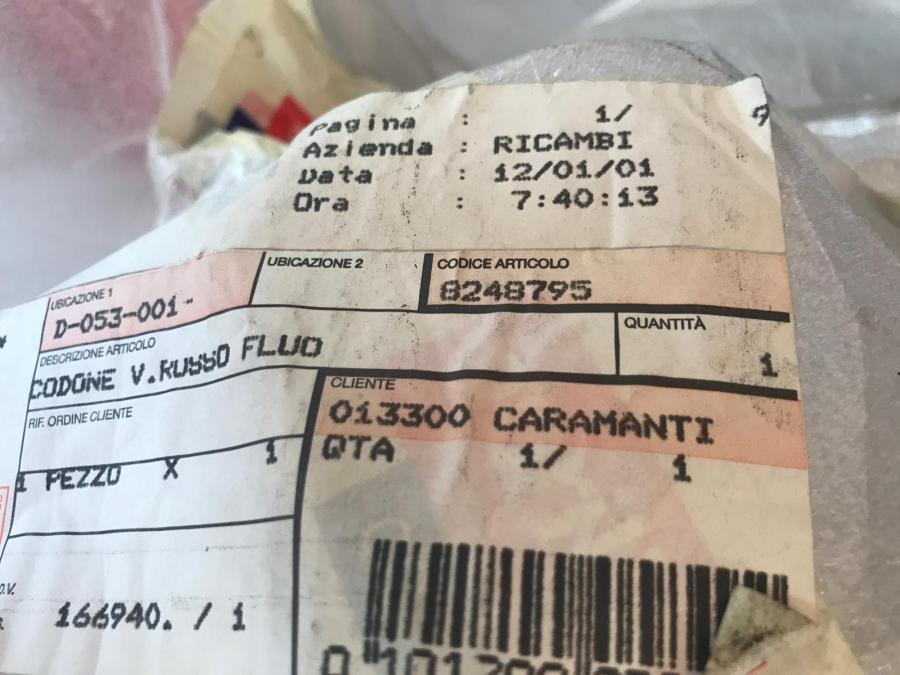 Pagina : 1/ 9
Azienda : RICAMBI
Data : 12/01/01
Ora : 7:40:13
UBICAZIONE 1
D-053-001
UBICAZIONE 2
CODICE ARTICOLO
8248795
DESCRIZIONE ARTICOLO
CODONE V.RUSSO FLUO
QUANTITÀ
1
RIF. ORDINE CLIENTE
1 PEZZO X 1
CLIENTE
013300 CARAMANTI
QTA 1/ 1
166940. / 1